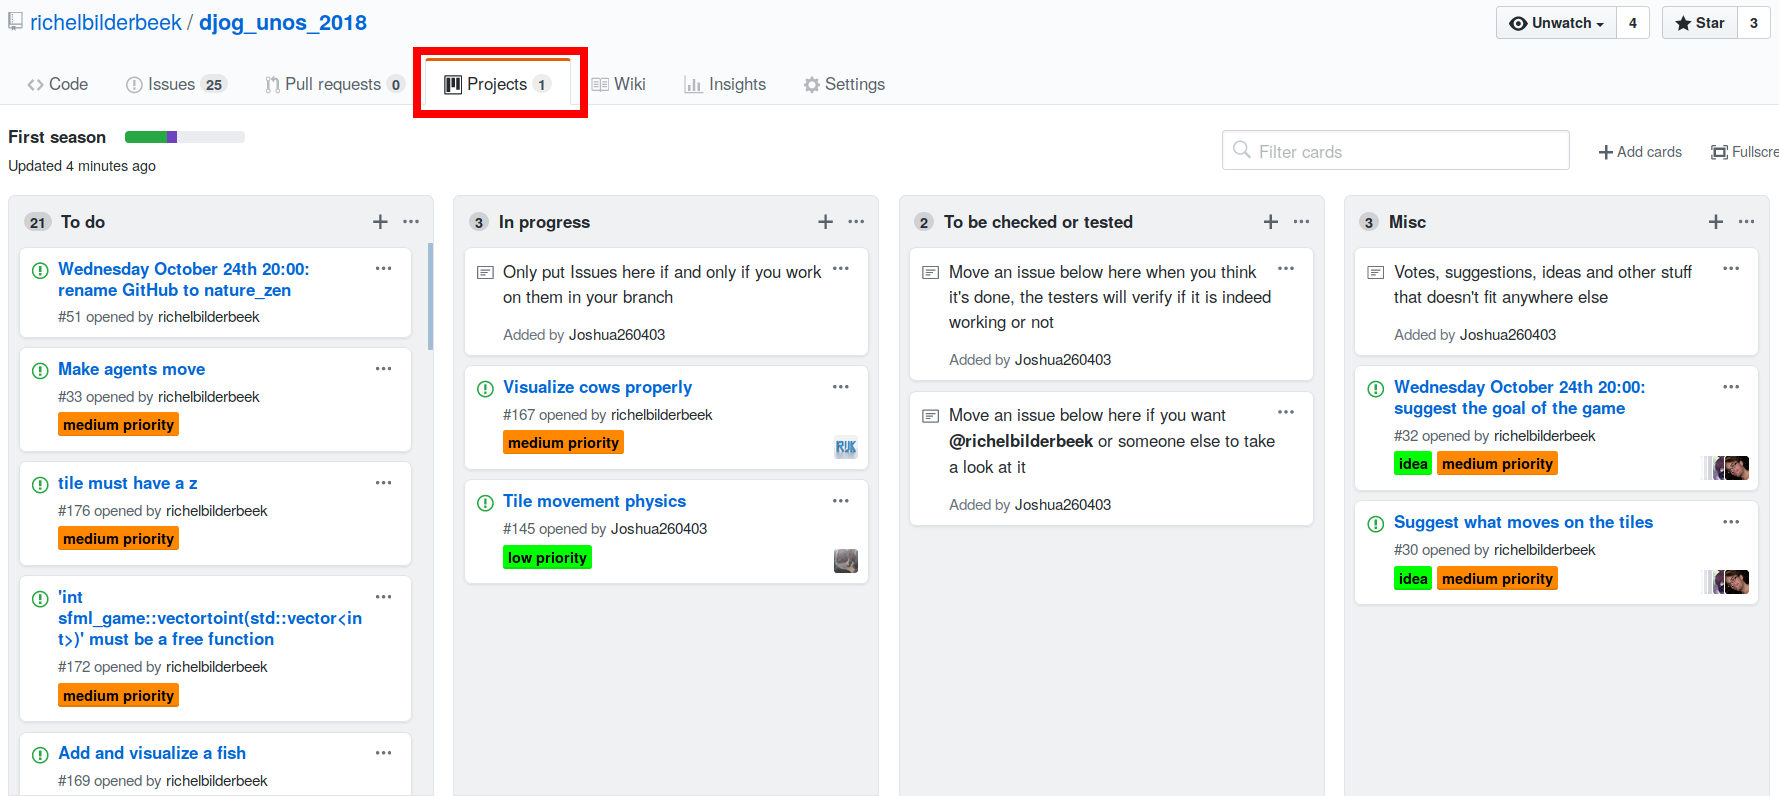 richelbilderbeek / djog_unos_2018
Unwatch 4 Star 3
Code Issues 25 Pull requests 0 Projects 1 Wiki Insights Settings
First season
Updated 4 minutes ago
Filter cards
Add cards
Fullscre
21 To do
Wednesday October 24th 20:00:
rename GitHub to nature_zen
#51 opened by richelbilderbeek
Make agents move
#33 opened by richelbilderbeek
medium priority
tile must have a z
#176 opened by richelbilderbeek
medium priority
'int
sfml_game::vectortoint(std::vector<in
t>)' must be a free function
#172 opened by richelbilderbeek
medium priority
Add and visualize a fish
#169 opened by richelbilderbeek
3 In progress
Only put Issues here if and only if you work
on them in your branch
Added by Joshua260403
Visualize cows properly
#167 opened by richelbilderbeek
medium priority
Tile movement physics
#145 opened by Joshua260403
low priority
2 To be checked or tested
Move an issue below here when you think
it's done, the testers will verify if it is indeed
working or not
Added by Joshua260403
Move an issue below here if you want
@richelbilderbeek or someone else to take
a look at it
Added by Joshua260403
3 Misc
Votes, suggestions, ideas and other stuff
that doesn't fit anywhere else
Added by Joshua260403
Wednesday October 24th 20:00:
suggest the goal of the game
#32 opened by richelbilderbeek
idea medium priority
Suggest what moves on the tiles
#30 opened by richelbilderbeek
idea medium priority